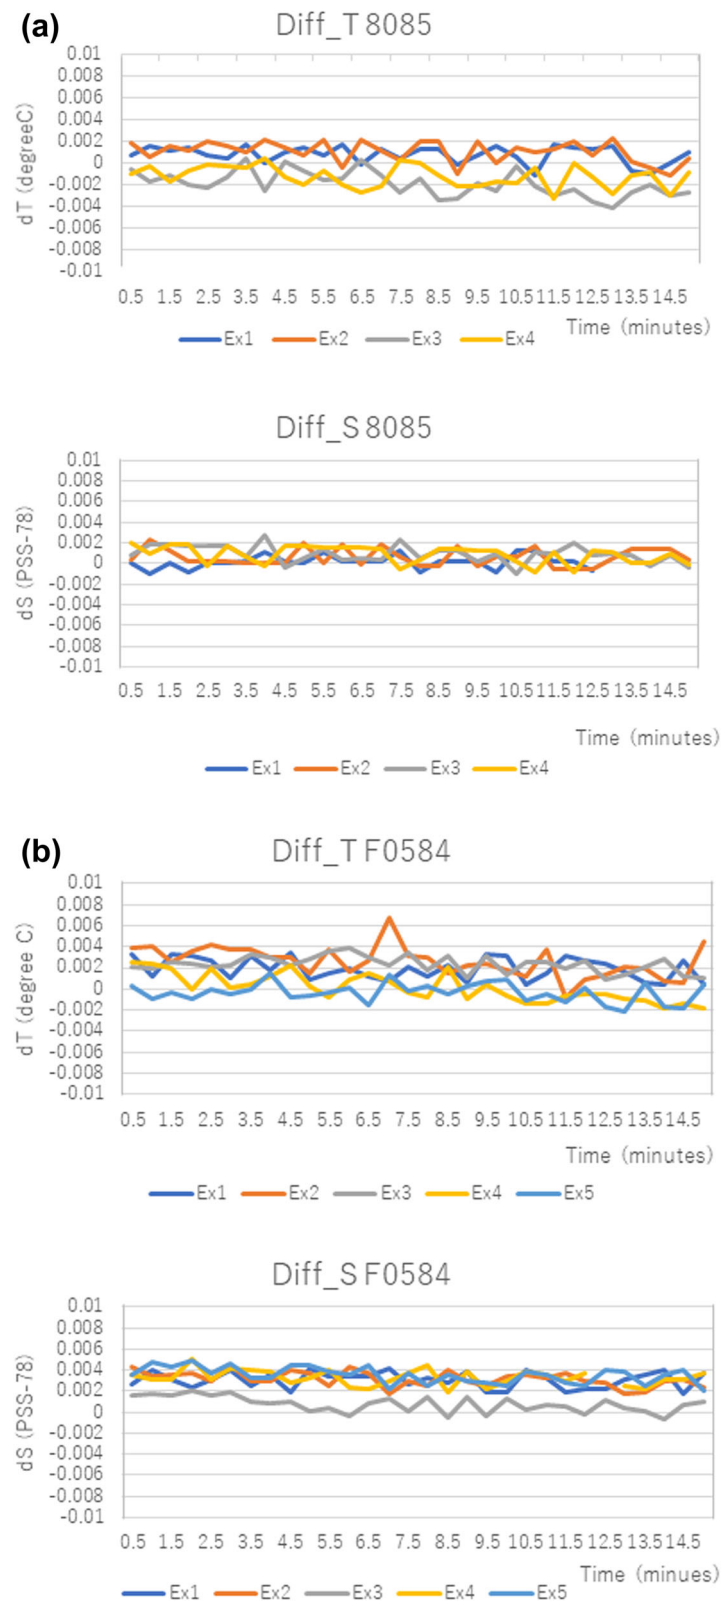 (a)
Diff_T 8085
dT (degreeC)
0.01
0.008
0.006
0.004
0.002
0
-0.002
-0.004
-0.006
-0.008
-0.01
0.5 1.5 2.5 3.5 4.5 5.5 6.5 7.5 8.5 9.5 10.5 11.5 12.5 13.5 14.5
Time (minutes)
Ex1 Ex2 Ex3 Ex4
Diff_S 8085
dS (PSS-78)
0.01
0.008
0.006
0.004
0.002
0
-0.002
-0.004
-0.006
-0.008
-0.01
0.5 1.5 2.5 3.5 4.5 5.5 6.5 7.5 8.5 9.5 10.5 11.5 12.5 13.5 14.5
Time (minutes)
Ex1 Ex2 Ex3 Ex4
(b)
Diff_T F0584
dT (degree C)
0.01
0.008
0.006
0.004
0.002
0
-0.002
-0.004
-0.006
-0.008
-0.01
0.5 1.5 2.5 3.5 4.5 5.5 6.5 7.5 8.5 9.5 10.5 11.5 12.5 13.5 14.5
Time (minutes)
Ex1 Ex2 Ex3 Ex4 Ex5
Diff_S F0584
dS (PSS-78)
0.01
0.008
0.006
0.004
0.002
0
-0.002
-0.004
-0.006
-0.008
-0.01
0.5 1.5 2.5 3.5 4.5 5.5 6.5 7.5 8.5 9.5 10.5 11.5 12.5 13.5 14.5
Time (minues)
Ex1 Ex2 Ex3 Ex4 Ex5